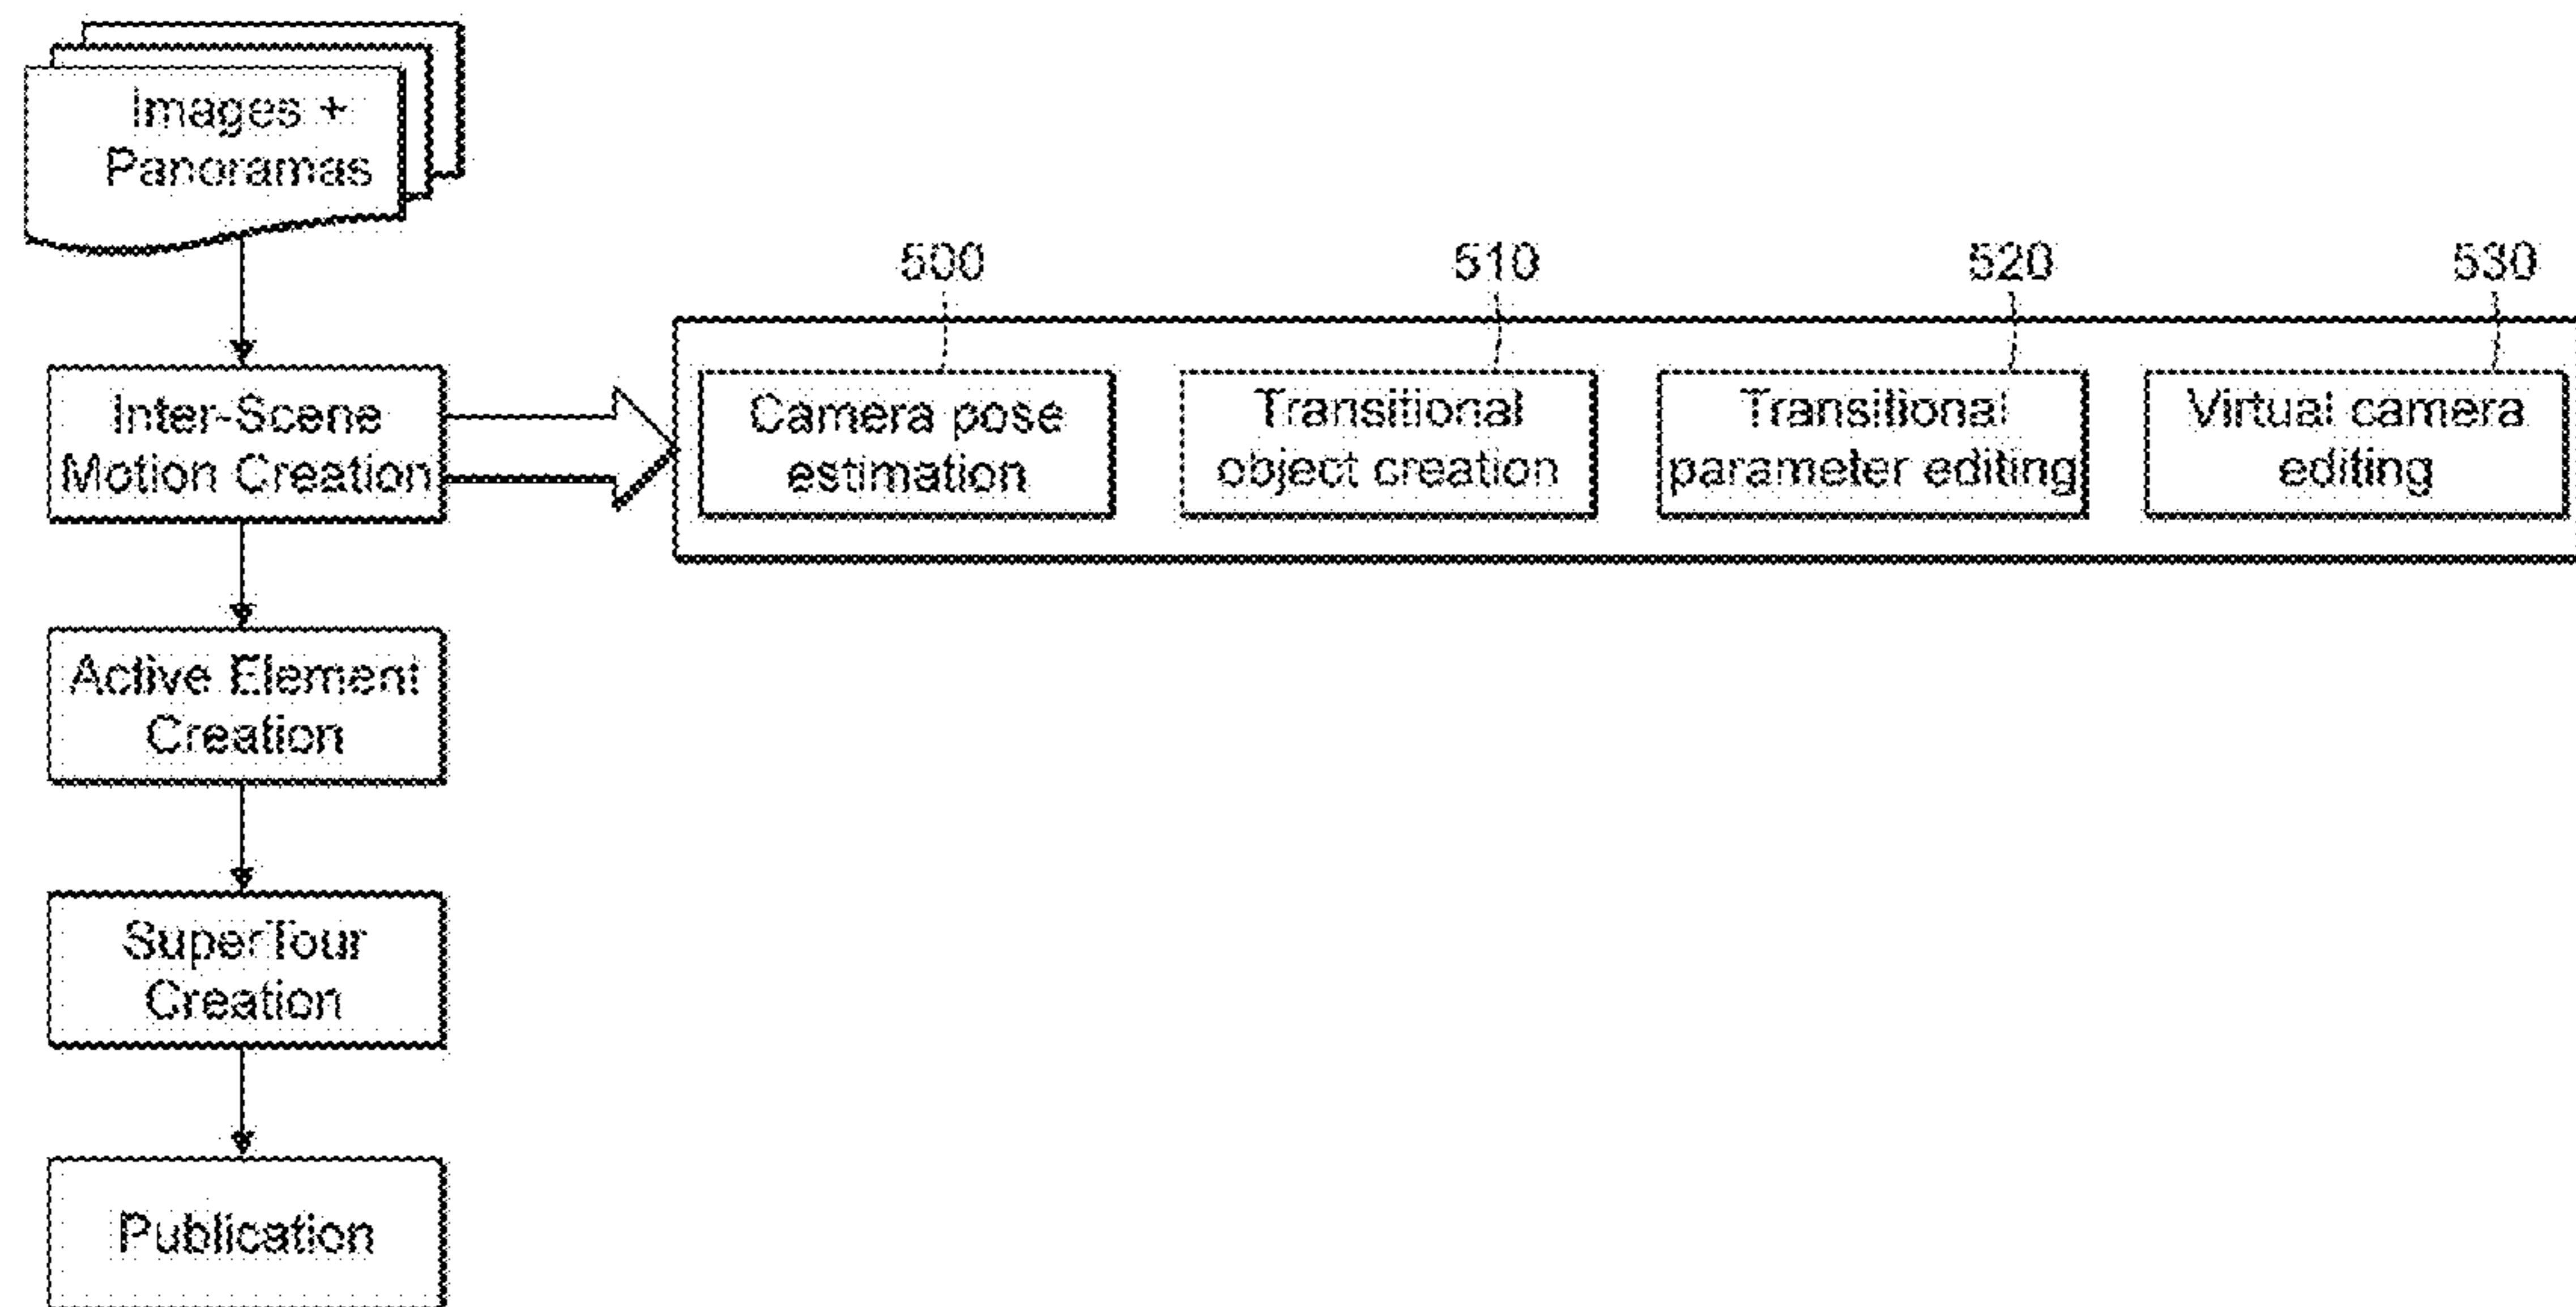 Images +
Panoramas
500
510
520
530
Inter-Scene
Motion Creation
Camera pose
estimation
Transitional
object creation
Transitional
parameter editing
Virtual camera
editing
Active Element
Creation
SuperTour
Creation
Publication